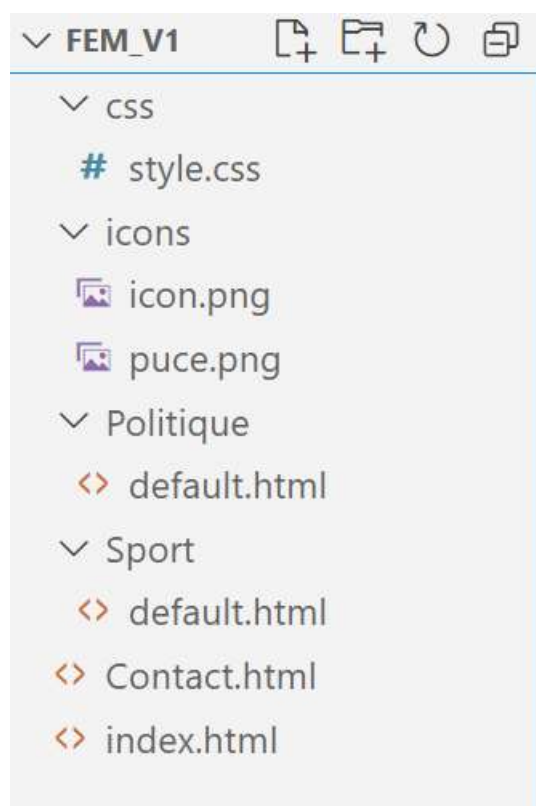 FEM_V1
css
# style.css
icons
icon.png
puce.png
Politique
<> default.html
Sport
<> default.html
<> Contact.html
<> index.html